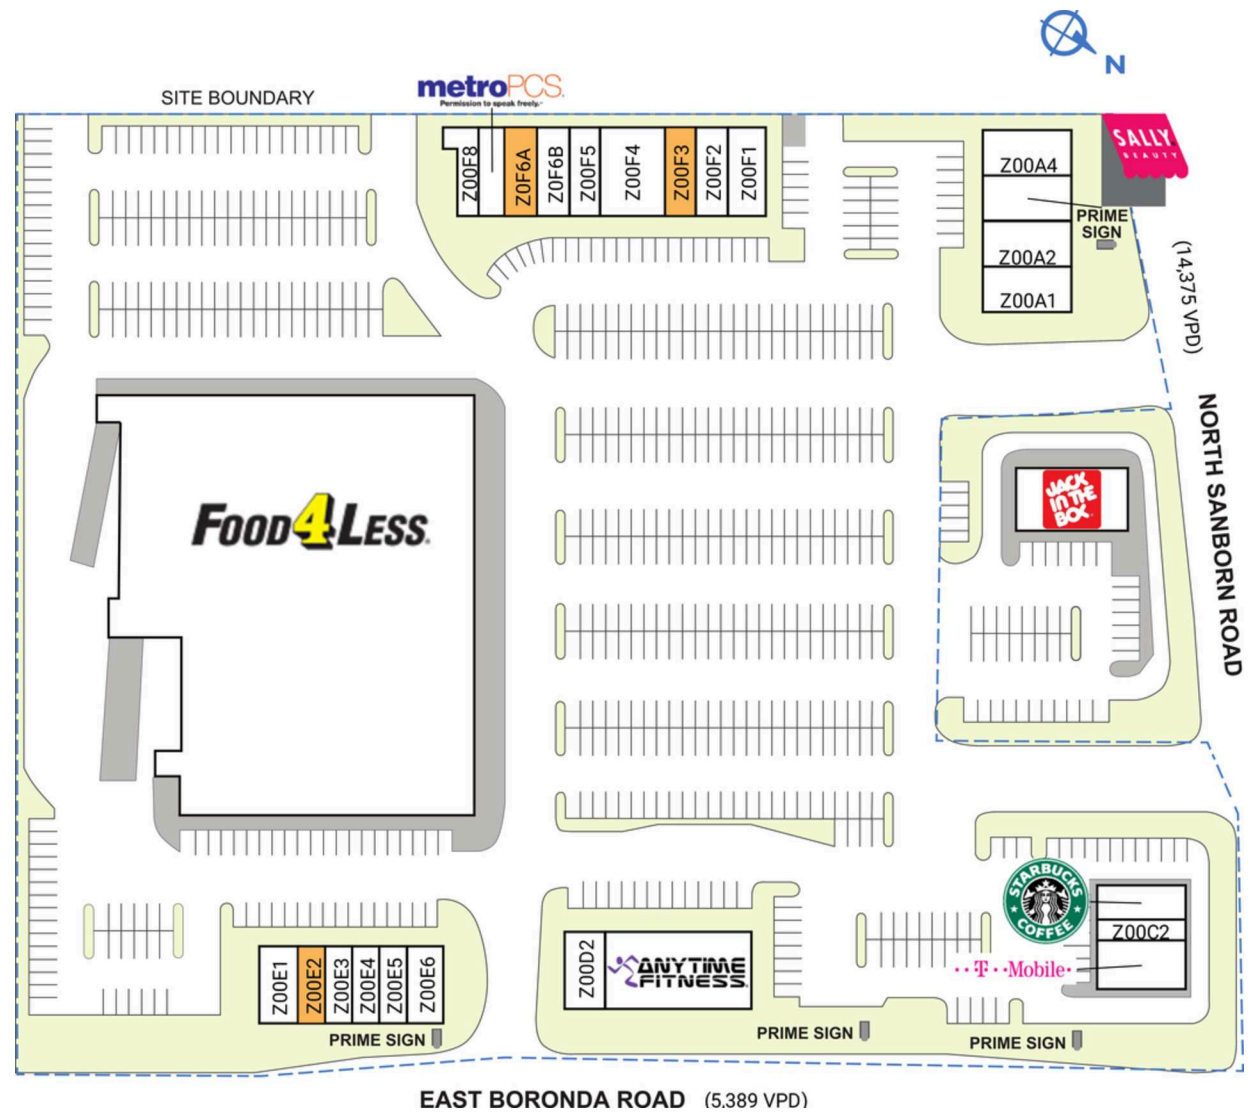 N
metroPCS.
Permission to speak freely.
SITE BOUNDARY
Z00F8
Z0F6A
Z0F6B
Z00F5
Z00F4
Z00F3
Z00F2
Z00F1
Z00A4
SALLY
BEAUTY
PRIME
SIGN
Z00A2
Z00A1
(14,375 VPD)
NORTH SANBORN ROAD
JACK
IN THE
BOX
FOOD4LESS.
STARBUCKS
COFFEE
Z00C2
T-Mobile
Z00D2
ANYTIME
FITNESS.
Z00E1
Z00E2
Z00E3
Z00E4
Z00E5
Z00E6
PRIME SIGN
PRIME SIGN
PRIME SIGN
EAST BORONDA ROAD (5,389 VPD)